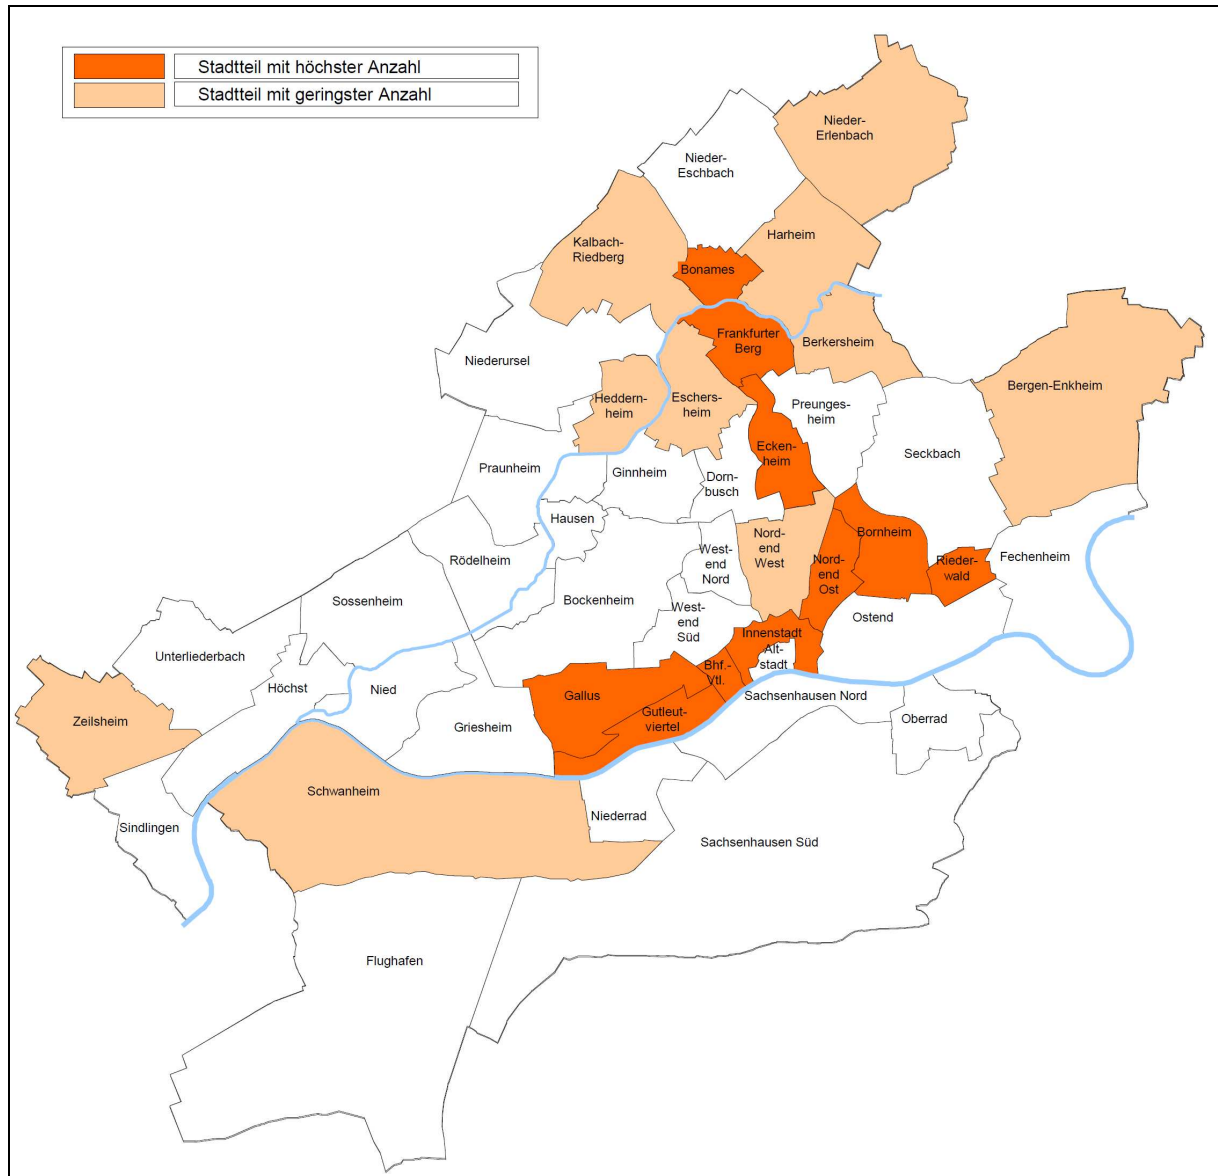 Stadtteil mit höchster Anzahl
Stadtteil mit geringster Anzahl
Nieder-
Erlenbach
Nieder-
Eschbach
Harheim
Kalbach-
Riedberg
Bonames
Frankfurter
Berg
Berkersheim
Niederursel
Bergen-Enkheim
Heddern-
heim
Eschers-
heim
Preunges-
heim
Ecken-
heim
Seckbach
Praunheim
Ginnheim
Dorn-
busch
Hausen
Nord-
end
West
Bornheim
West-
end
Nord
Nord-
end
Ost
Rieder-
wald
Fechenheim
Rödelheim
Sossenheim
Bockenheim
West-
end
Süd
Ostend
Innenstadt
Alt-
stadt
Unterliederbach
Höchst
Nied
Bhf.-
Vtl.
Gallus
Sachsenhausen Nord
Zeilsheim
Griesheim
Gutleut-
viertel
Oberrad
Schwanheim
Niederrad
Sindlingen
Sachsenhausen Süd
Flughafen